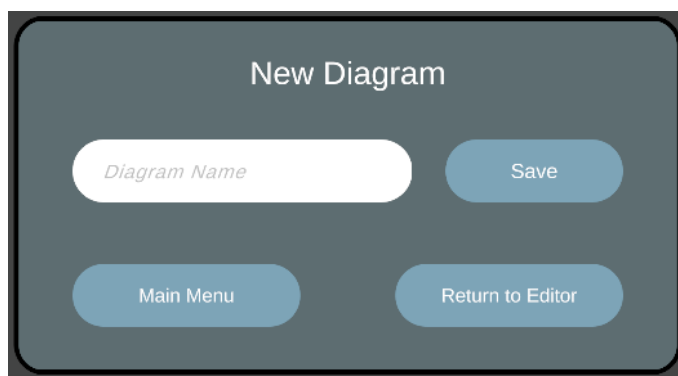 New Diagram
Diagram Name
Save
Main Menu
Return to Editor